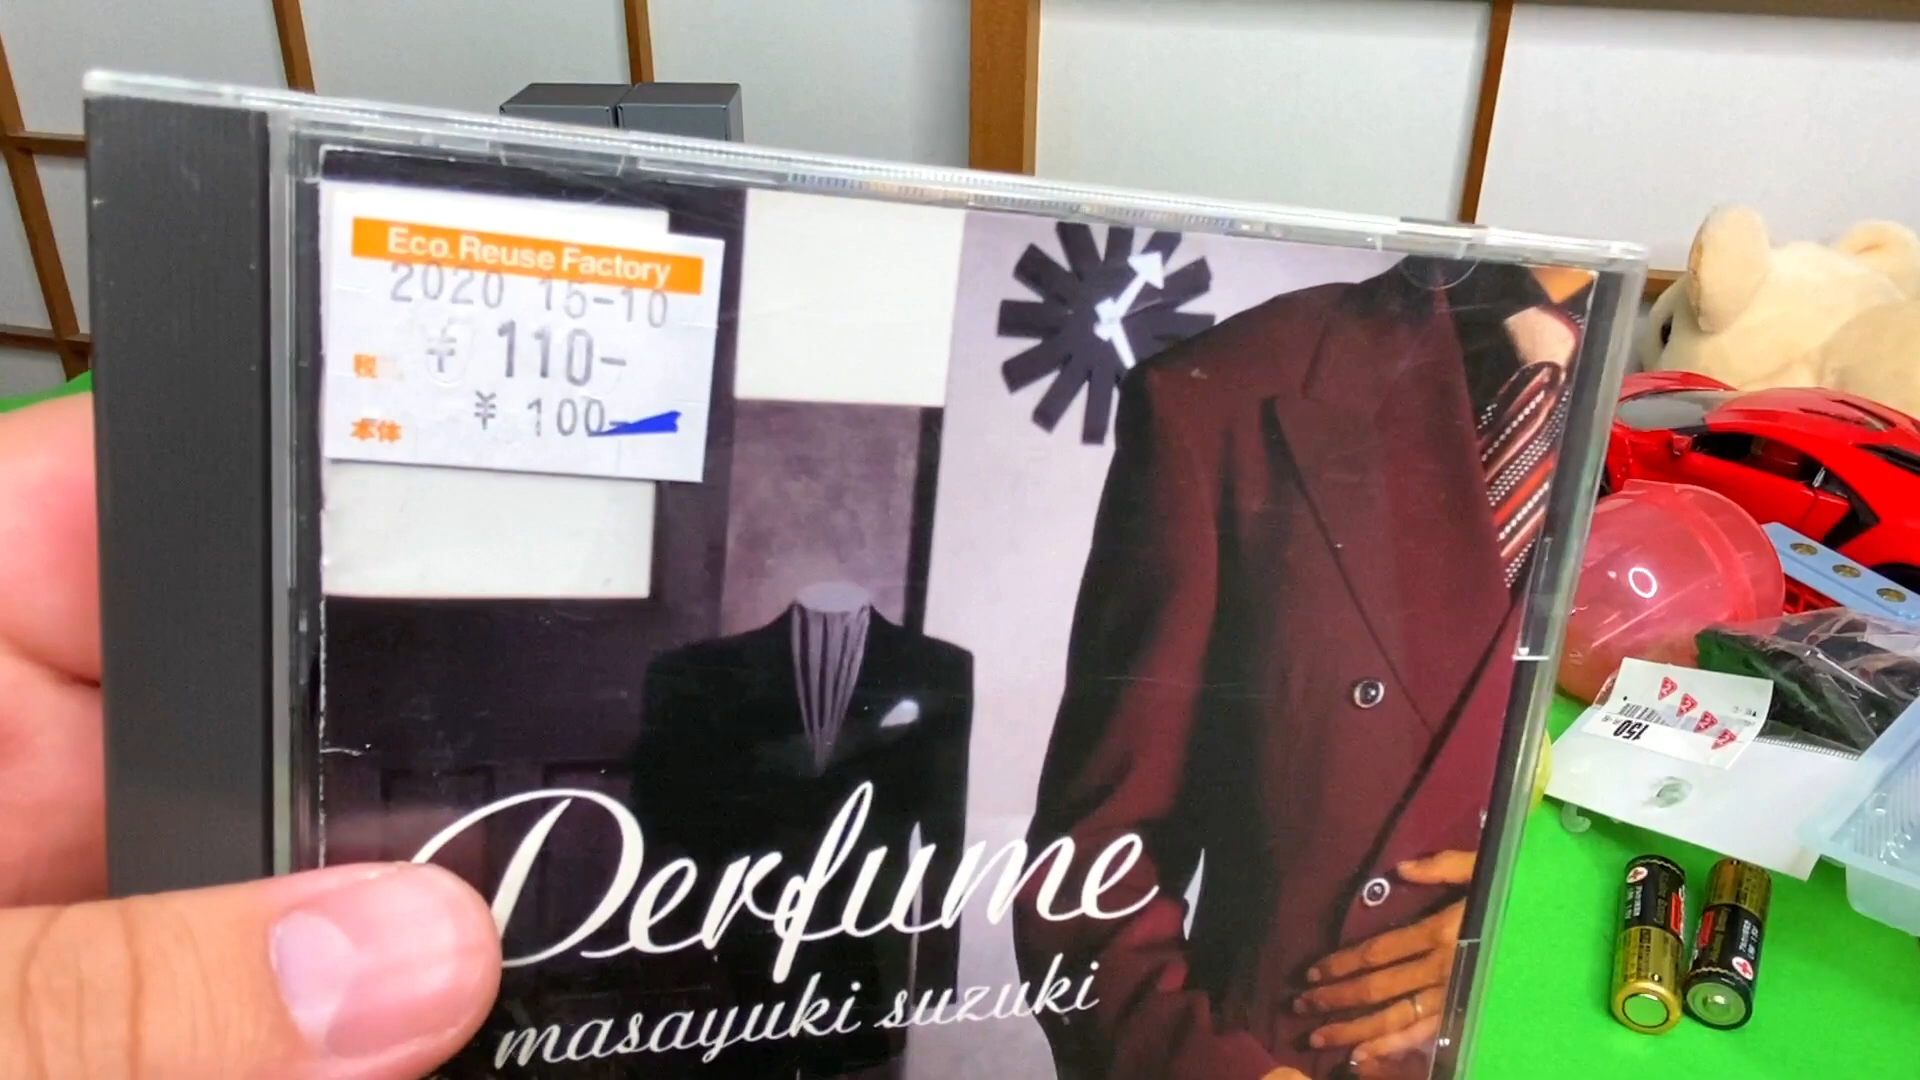 Eco Reuse Factory
2020 15-10
税 ¥ 110-
本体 ¥ 100-
Perfume
masayuki suzuki
150